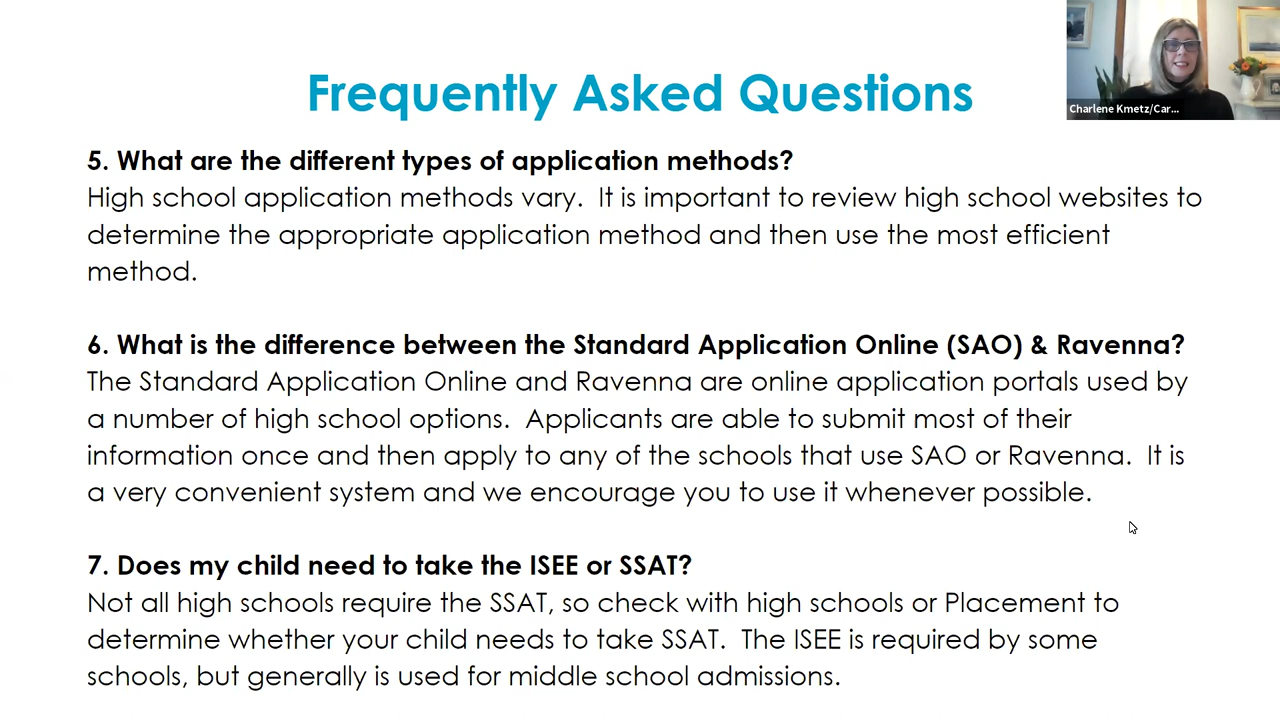 Frequently Asked Questions
Charlene Kmetz/Car...
5. What are the different types of application methods?
High school application methods vary.  It is important to review high school websites to
determine the appropriate application method and then use the most efficient
method.
6. What is the difference between the Standard Application Online (SAO) & Ravenna?
The Standard Application Online and Ravenna are online application portals used by
a number of high school options.  Applicants are able to submit most of their
information once and then apply to any of the schools that use SAO or Ravenna.  It is
a very convenient system and we encourage you to use it whenever possible.
7. Does my child need to take the ISEE or SSAT?
Not all high schools require the SSAT, so check with high schools or Placement to
determine whether your child needs to take SSAT.  The ISEE is required by some
schools, but generally is used for middle school admissions.